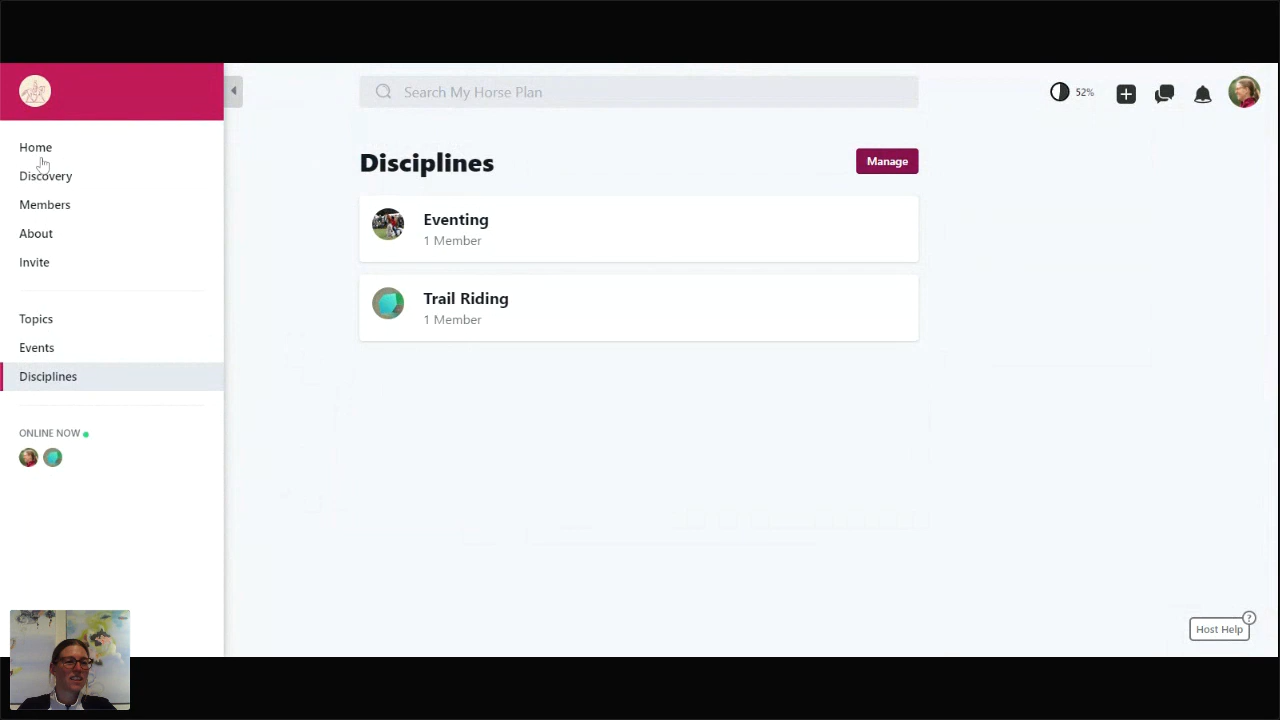 Search My Horse Plan
52%
Home
Discovery
Members
About
Invite
Topics
Events
Disciplines
ONLINE NOW
Disciplines
Manage
Eventing
1 Member
Trail Riding
1 Member
Host Help
?